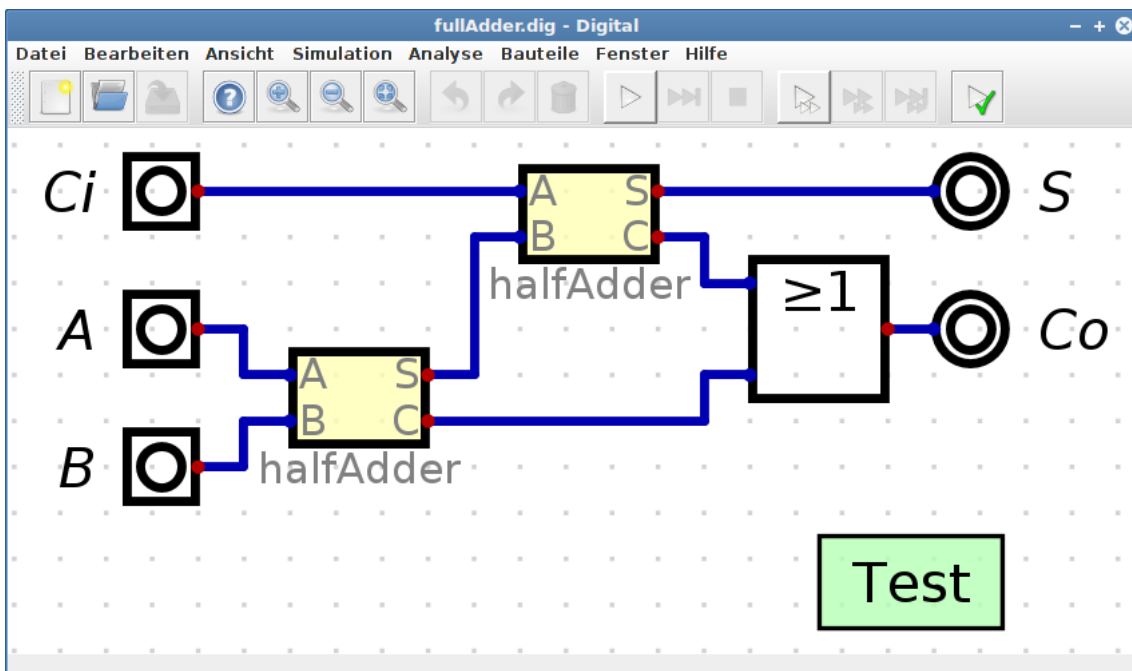 fullAdder.dig - Digital
Datei Bearbeiten Ansicht Simulation Analyse Bauteile Fenster Hilfe
Ci
A
S
S
B
C
halfAdder
≥1
A
Co
A
S
B
C
B
halfAdder
Test